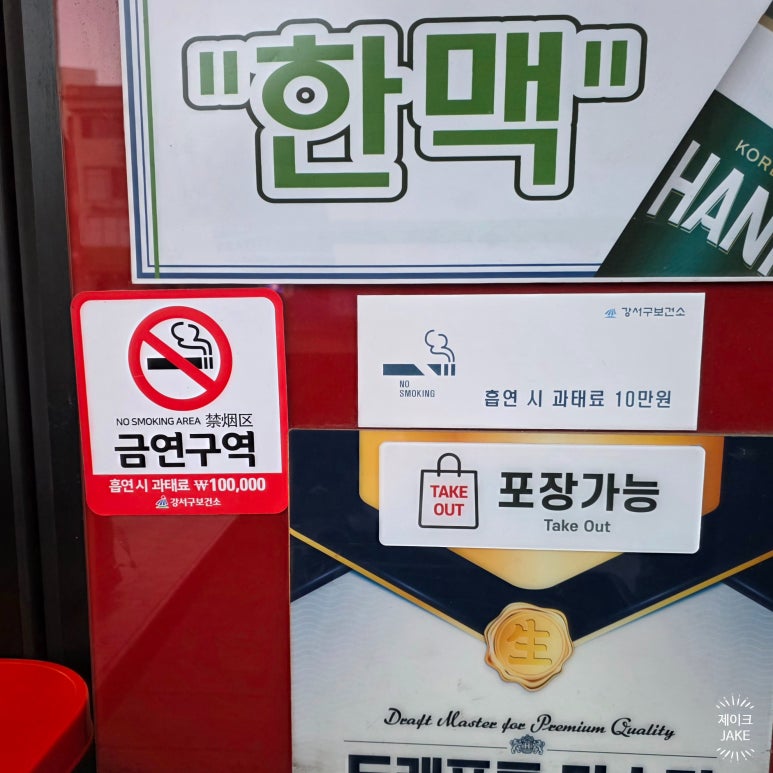 "한맥"
KOR
HAN
NO SMOKING AREA 禁烟区
금연구역
흡연 시 과태료 ₩100,000
강서구보건소
강서구보건소
NO
SMOKING
흡연 시 과태료 10만원
TAKE
OUT
포장가능
Take Out
生
Draft Master for Premium Quality
제이크
JAKE